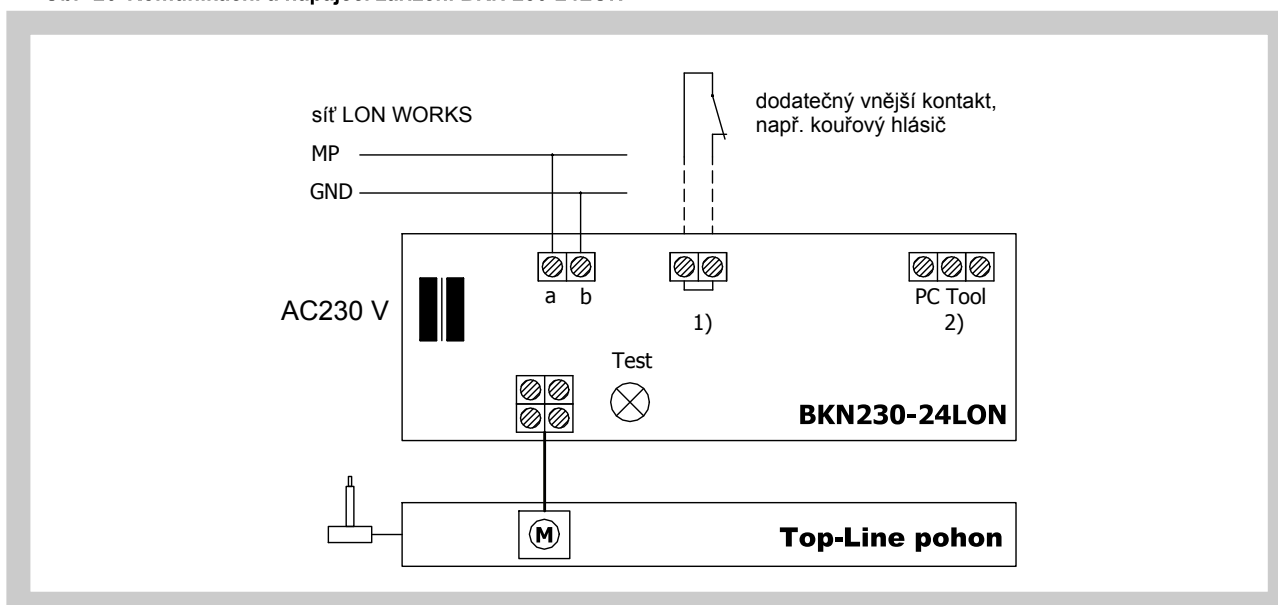 síť LON WORKS
MP
GND
dodatečný vnější kontakt,
např. kouřový hlásič
AC230 V
a b
1)
PC Tool
2)
Test
BKN230-24LON
M
Top-Line pohon